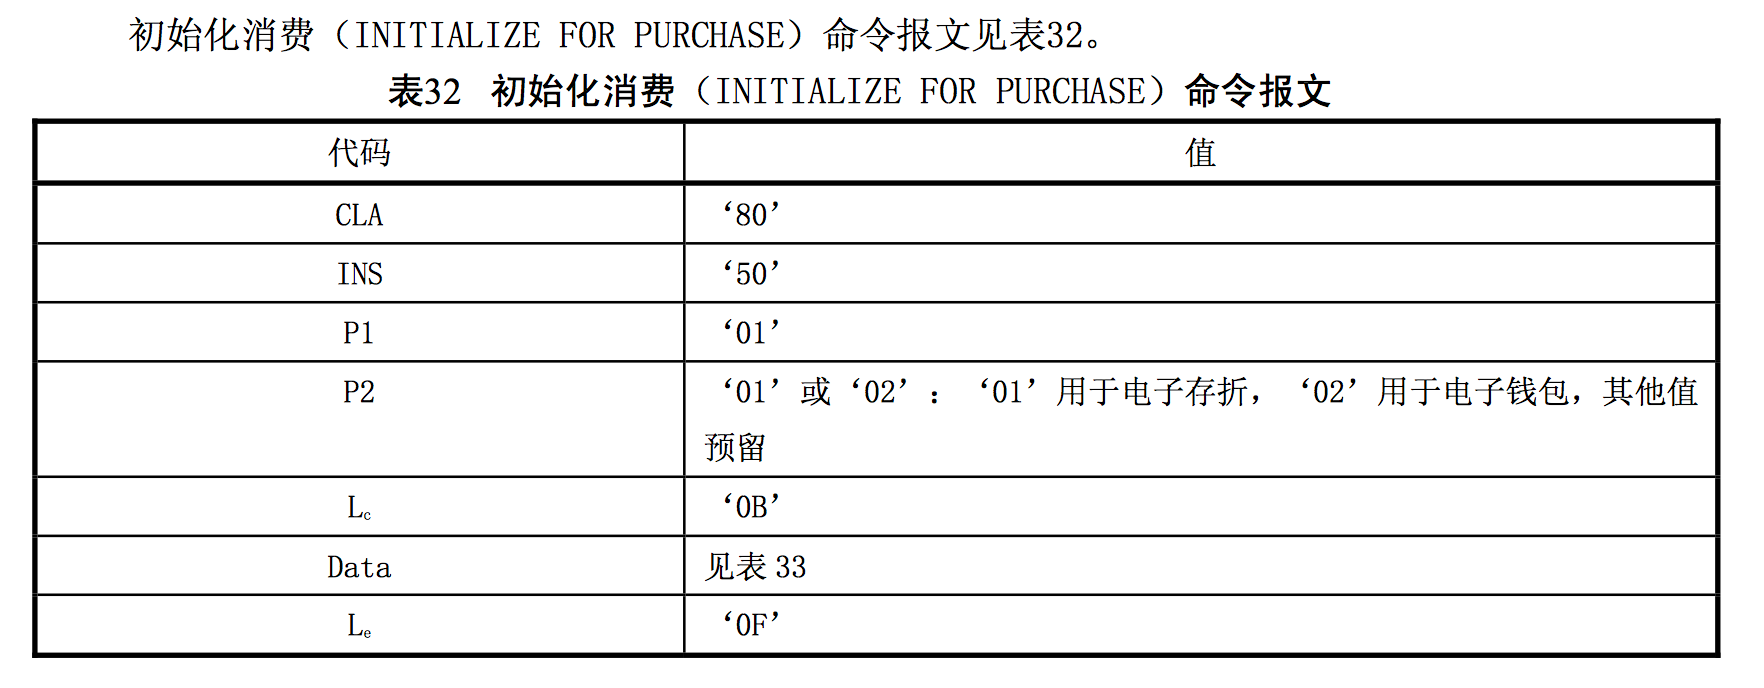 初始化消费（INITIALIZE FOR PURCHASE）命令报文见表32。
表32 初始化消费（INITIALIZE FOR PURCHASE）命令报文
代码 值
CLA ‘80’
INS ‘50’
P1 ‘01’
P2 ‘01’或‘02’：‘01’用于电子存折，‘02’用于电子钱包，其他值
预留
Lc ‘0B’
Data 见表 33
Le ‘0F’